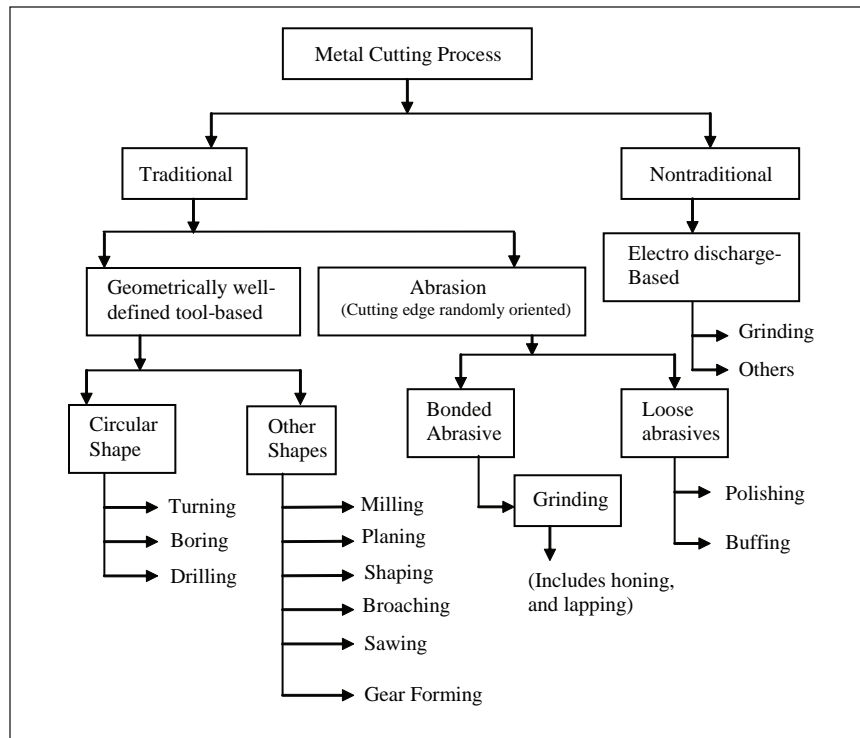 Metal Cutting Process
Traditional
Nontraditional
Geometrically well-
defined tool-based
Abrasion
(Cutting edge randomly oriented)
Electro discharge-
Based
Grinding
Others
Circular
Shape
Other
Shapes
Bonded
Abrasive
Loose
abrasives
Turning
Boring
Drilling
Milling
Planing
Shaping
Broaching
Sawing
Gear Forming
Grinding
(Includes honing,
and lapping)
Polishing
Buffing